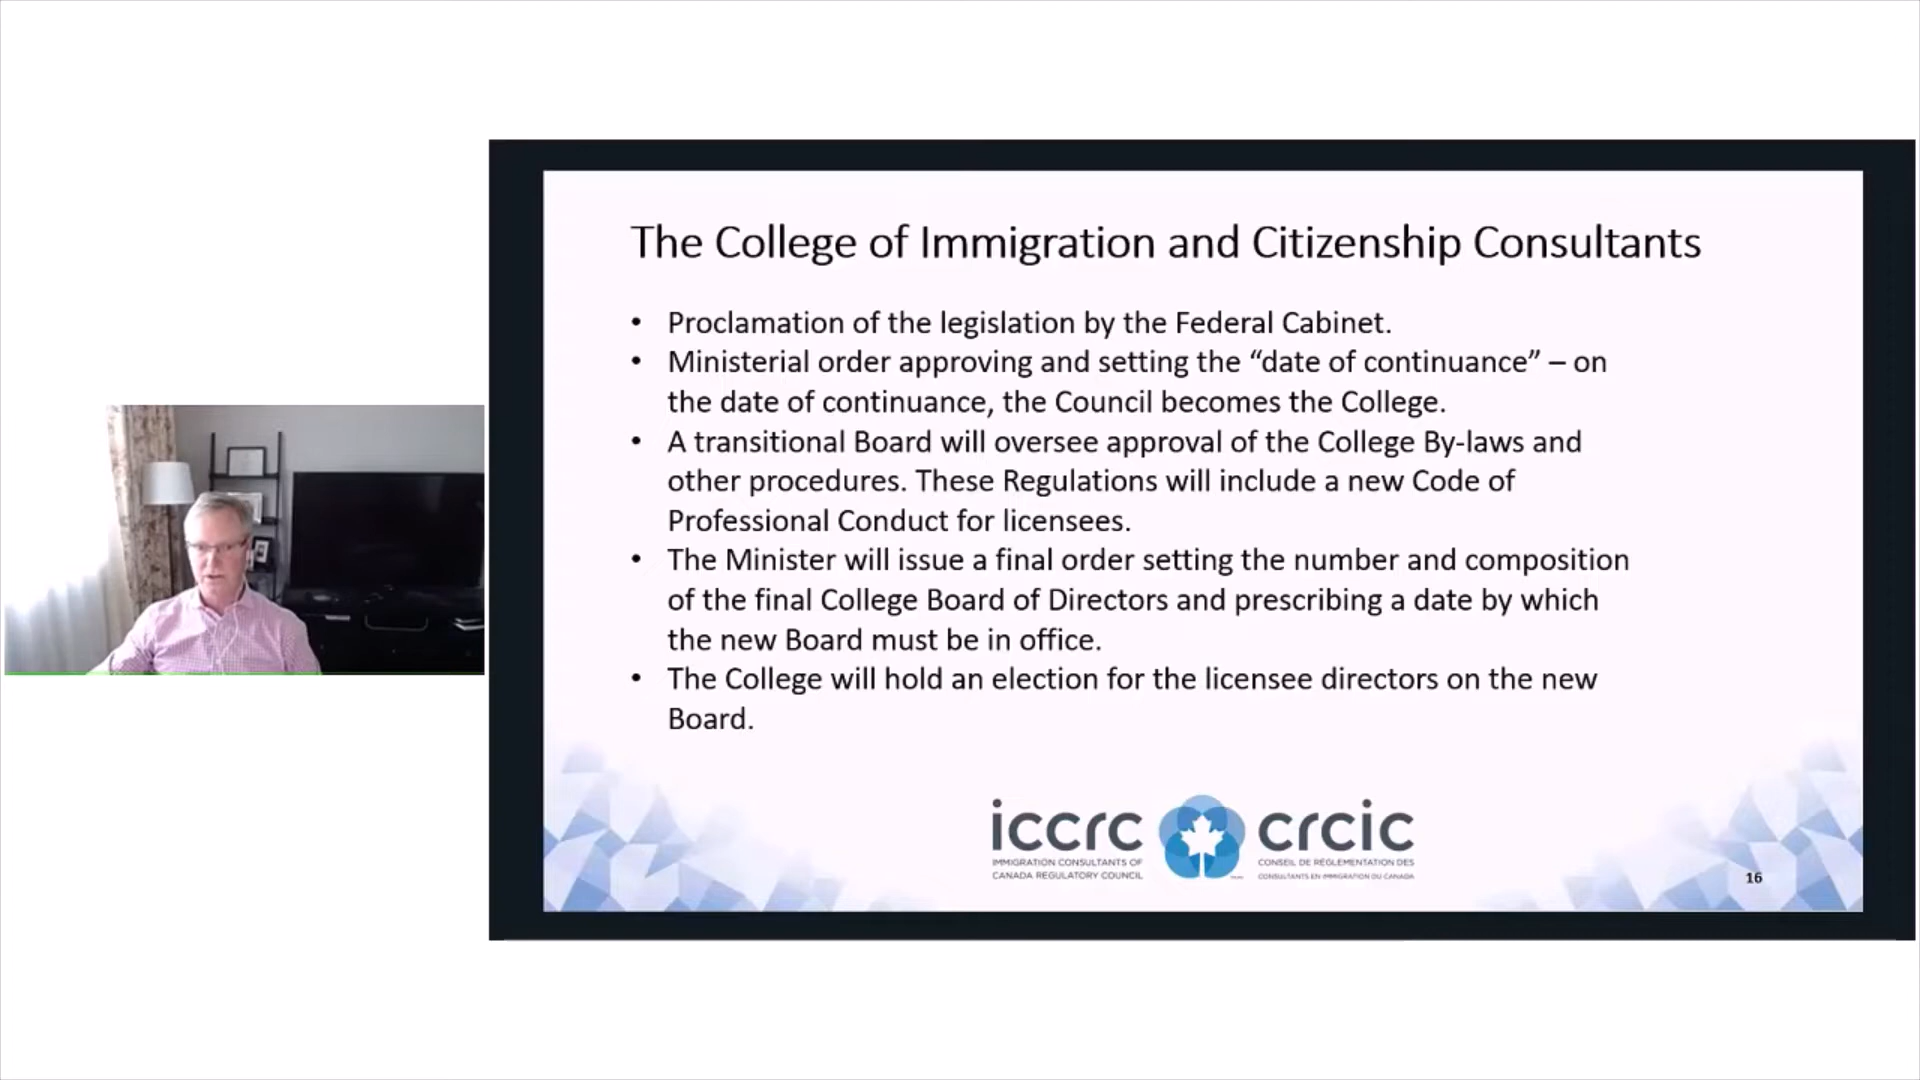 The College of Immigration and Citizenship Consultants
• Proclamation of the legislation by the Federal Cabinet.
• Ministerial order approving and setting the “date of continuance” – on
the date of continuance, the Council becomes the College.
• A transitional Board will oversee approval of the College By-laws and
other procedures. These Regulations will include a new Code of
Professional Conduct for licensees.
• The Minister will issue a final order setting the number and composition
of the final College Board of Directors and prescribing a date by which
the new Board must be in office.
• The College will hold an election for the licensee directors on the new
Board.
iccrc crcic
IMMIGRATION CONSULTANTS OF
CANADA REGULATORY COUNCIL
CONSEIL DE RÉGLEMENTATION DES
CONSULTANTS EN IMMIGRATION DU CANADA
16